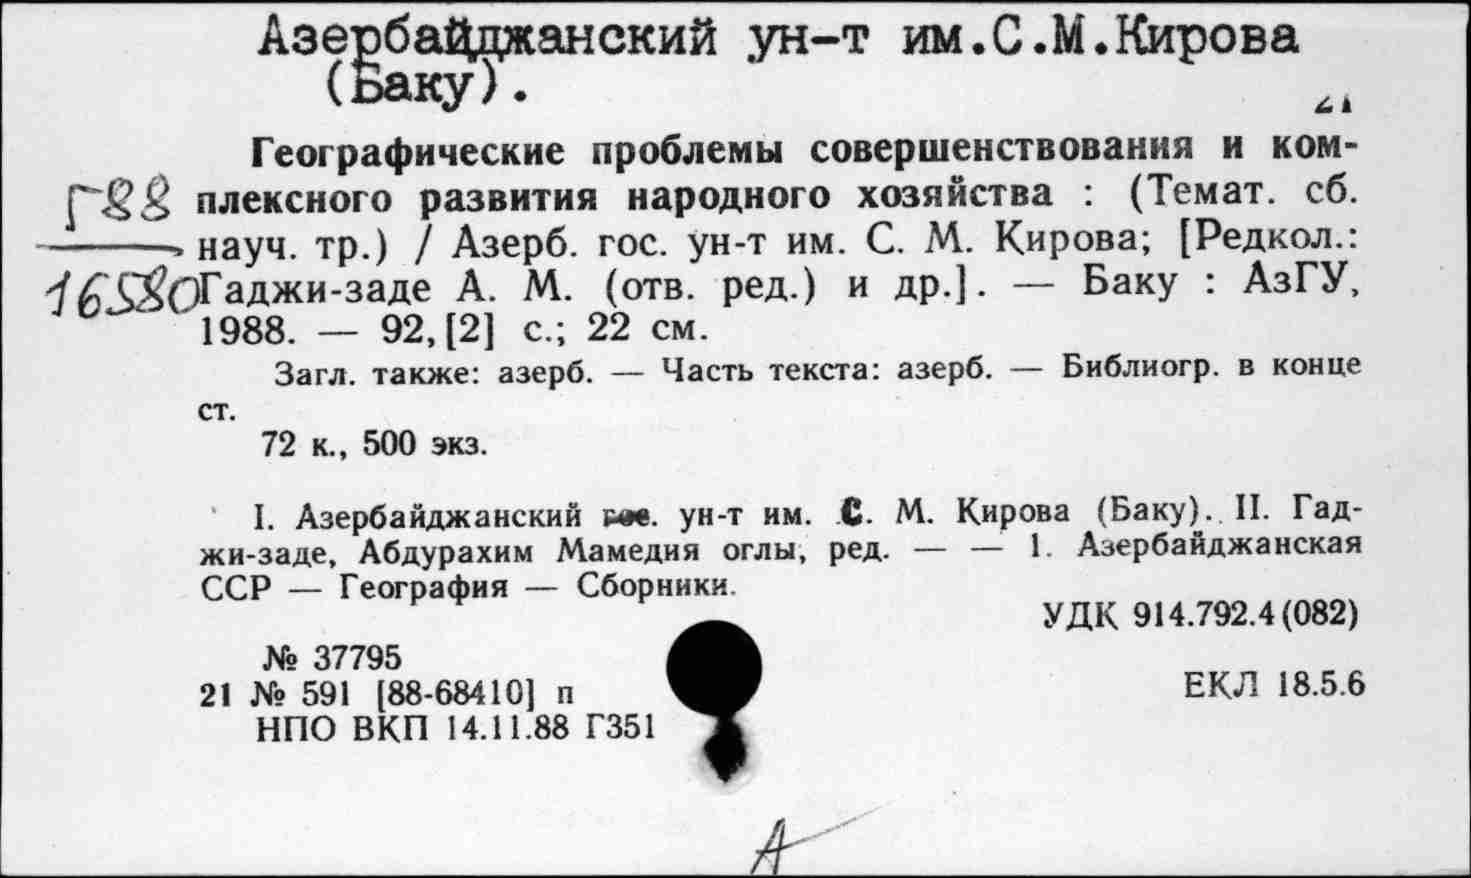 Азербайджанский ун-т им.С.М.Кирова
(Баку).
21
Географические проблемы совершенствования и ком-
Г88 плексного развития народного хозяйства : (Темат. сб.
науч. тр.) / Азерб. гос. ун-т им. С. М. Кирова; [Редкол.:
16580 Гаджи-заде А. М. (отв. ред.) и др.]. — Баку : АзГУ,
1988. — 92, [2] с.; 22 см.
Загл. также: азерб. — Часть текста: азерб. — Библиогр. в конце
ст.
72 к., 500 экз.
I. Азербайджанский гос. ун-т им. С. М. Кирова (Баку). II. Гад-
жи-заде, Абдурахим Мамедия оглы, ред. — — 1. Азербайджанская
ССР — География — Сборники.
УДК 914.792.4(082)
№ 37795
21 № 591 [88-68410] п
ЕКЛ 18.5.6
НПО ВКП 14.11.88 Г351
А